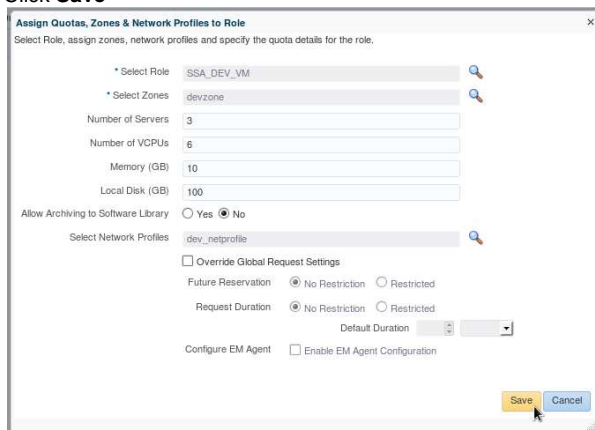 Click Save
Assign Quotas, Zones & Network Profiles to Role
Select Role, assign zones, network profiles and specify the quota details for the role.
* Select Role SSA_DEV_VM
* Select Zones devzone
Number of Servers 3
Number of VCPUs 6
Memory (GB) 10
Local Disk (GB) 100
Allow Archiving to Software Library Yes No
Select Network Profiles dev_netprofile
Override Global Request Settings
Future Reservation No Restriction Restricted
Request Duration No Restriction Restricted
Default Duration
Configure EM Agent Enable EM Agent Configuration
Save Cancel